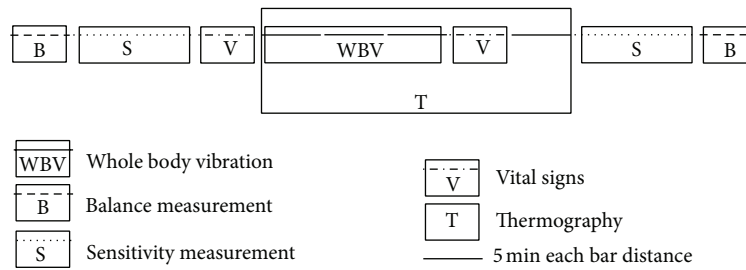 B S V WBV V S B
T
WBV Whole body vibration
B Balance measurement
S Sensitivity measurement
V Vital signs
T Thermography
5 min each bar distance